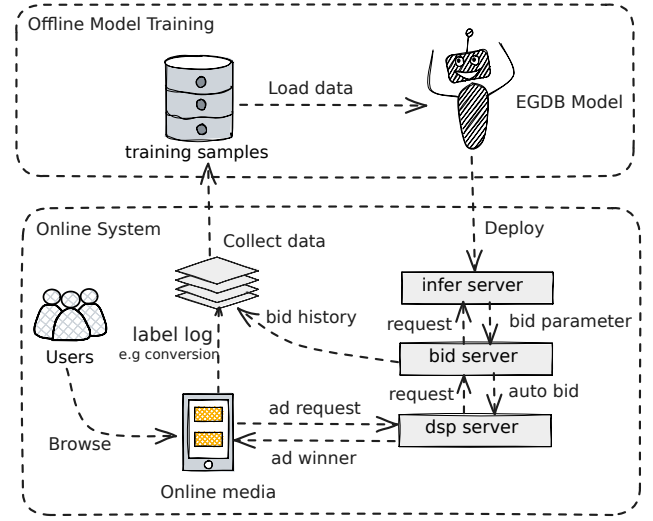 Offline Model Training
Load data
EGDB Model
training samples
Online System
Collect data
Deploy
infer server
bid history
request
bid parameter
label log
e.g conversion
Users
bid server
request
auto bid
ad request
dsp server
Browse
ad winner
Online media